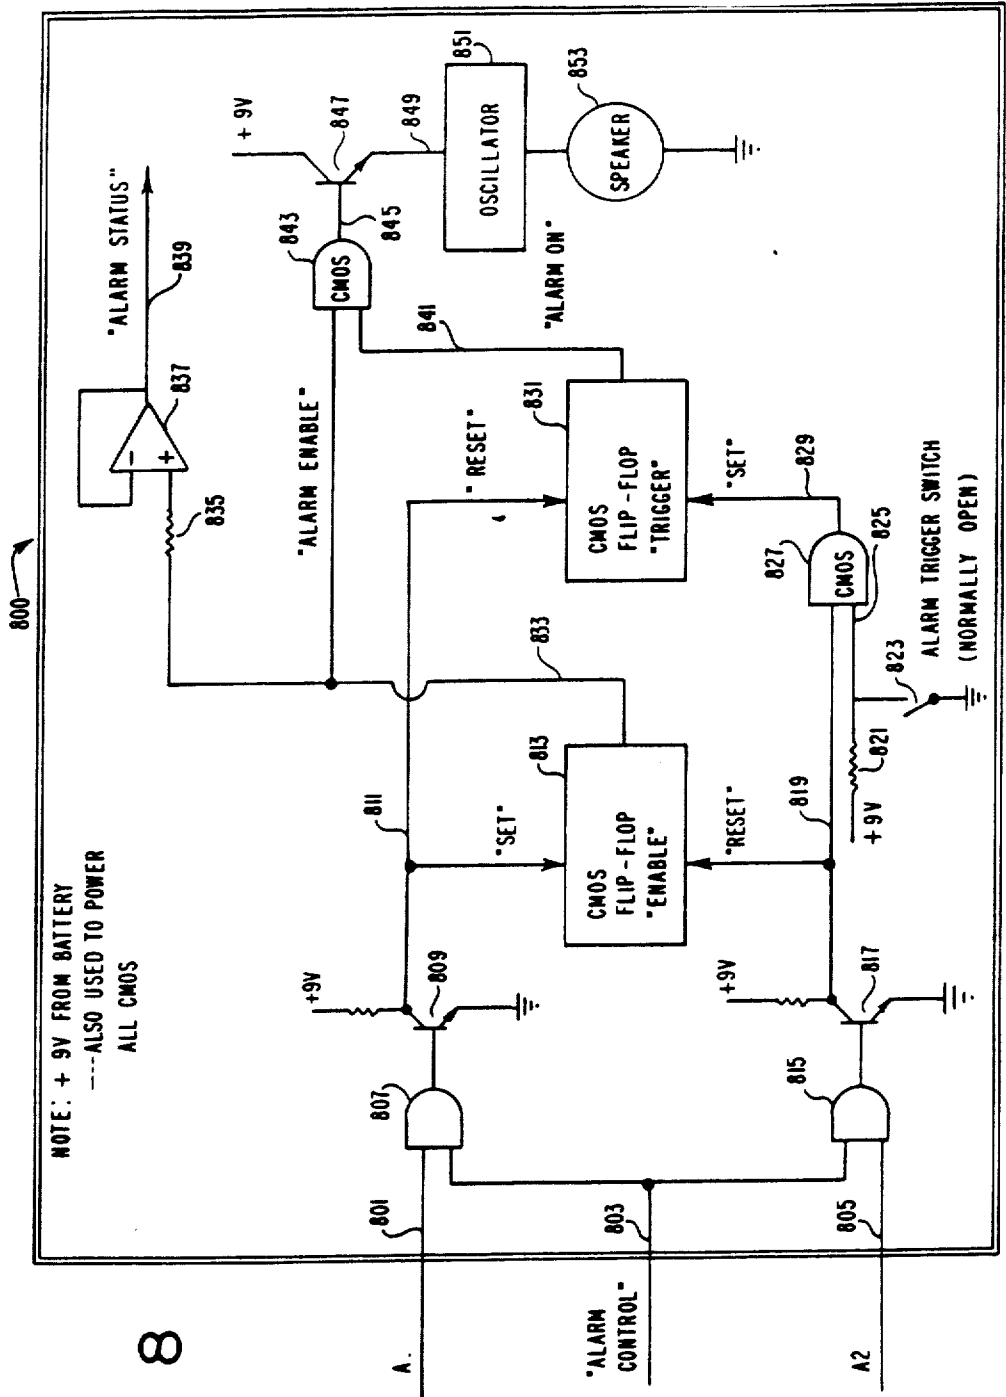 800
NOTE: + 9V FROM BATTERY
---ALSO USED TO POWER
ALL CMOS
"ALARM STATUS"
839
837
-
+
835
"ALARM ENABLE"
+ 9V
847
843
CMOS
845
849
851
OSCILLATOR
853
SPEAKER
"ALARM ON"
841
811
"RESET"
"SET"
831
CMOS
FLIP-FLOP
"TRIGGER"
833
813
CMOS
FLIP-FLOP
"ENABLE"
"SET"
829
"RESET"
+9V
809
807
801
A.
"ALARM
CONTROL"
803
+9V
817
815
805
A2
819
827
CMOS
825
823
821
+9V
ALARM TRIGGER SWITCH
(NORMALLY OPEN)
8